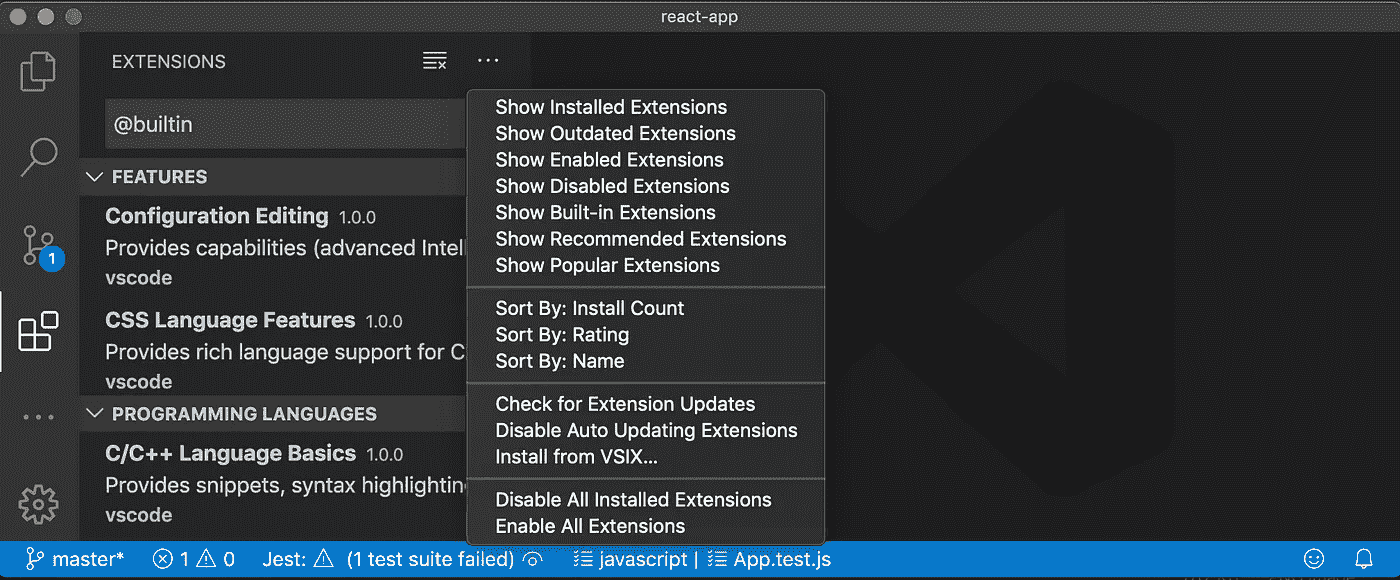 react-app
EXTENSIONS
@builtin
FEATURES
Configuration Editing 1.0.0
Provides capabilities (advanced Intell
vscode
CSS Language Features 1.0.0
Provides rich language support for C
vscode
PROGRAMMING LANGUAGES
C/C++ Language Basics 1.0.0
Provides snippets, syntax highlighting
vscode
Show Installed Extensions
Show Outdated Extensions
Show Enabled Extensions
Show Disabled Extensions
Show Built-in Extensions
Show Recommended Extensions
Show Popular Extensions
Sort By: Install Count
Sort By: Rating
Sort By: Name
Check for Extension Updates
Disable Auto Updating Extensions
Install from VSIX...
Disable All Installed Extensions
Enable All Extensions
1
master* 1 0 Jest: (1 test suite failed) javascript | App.test.js